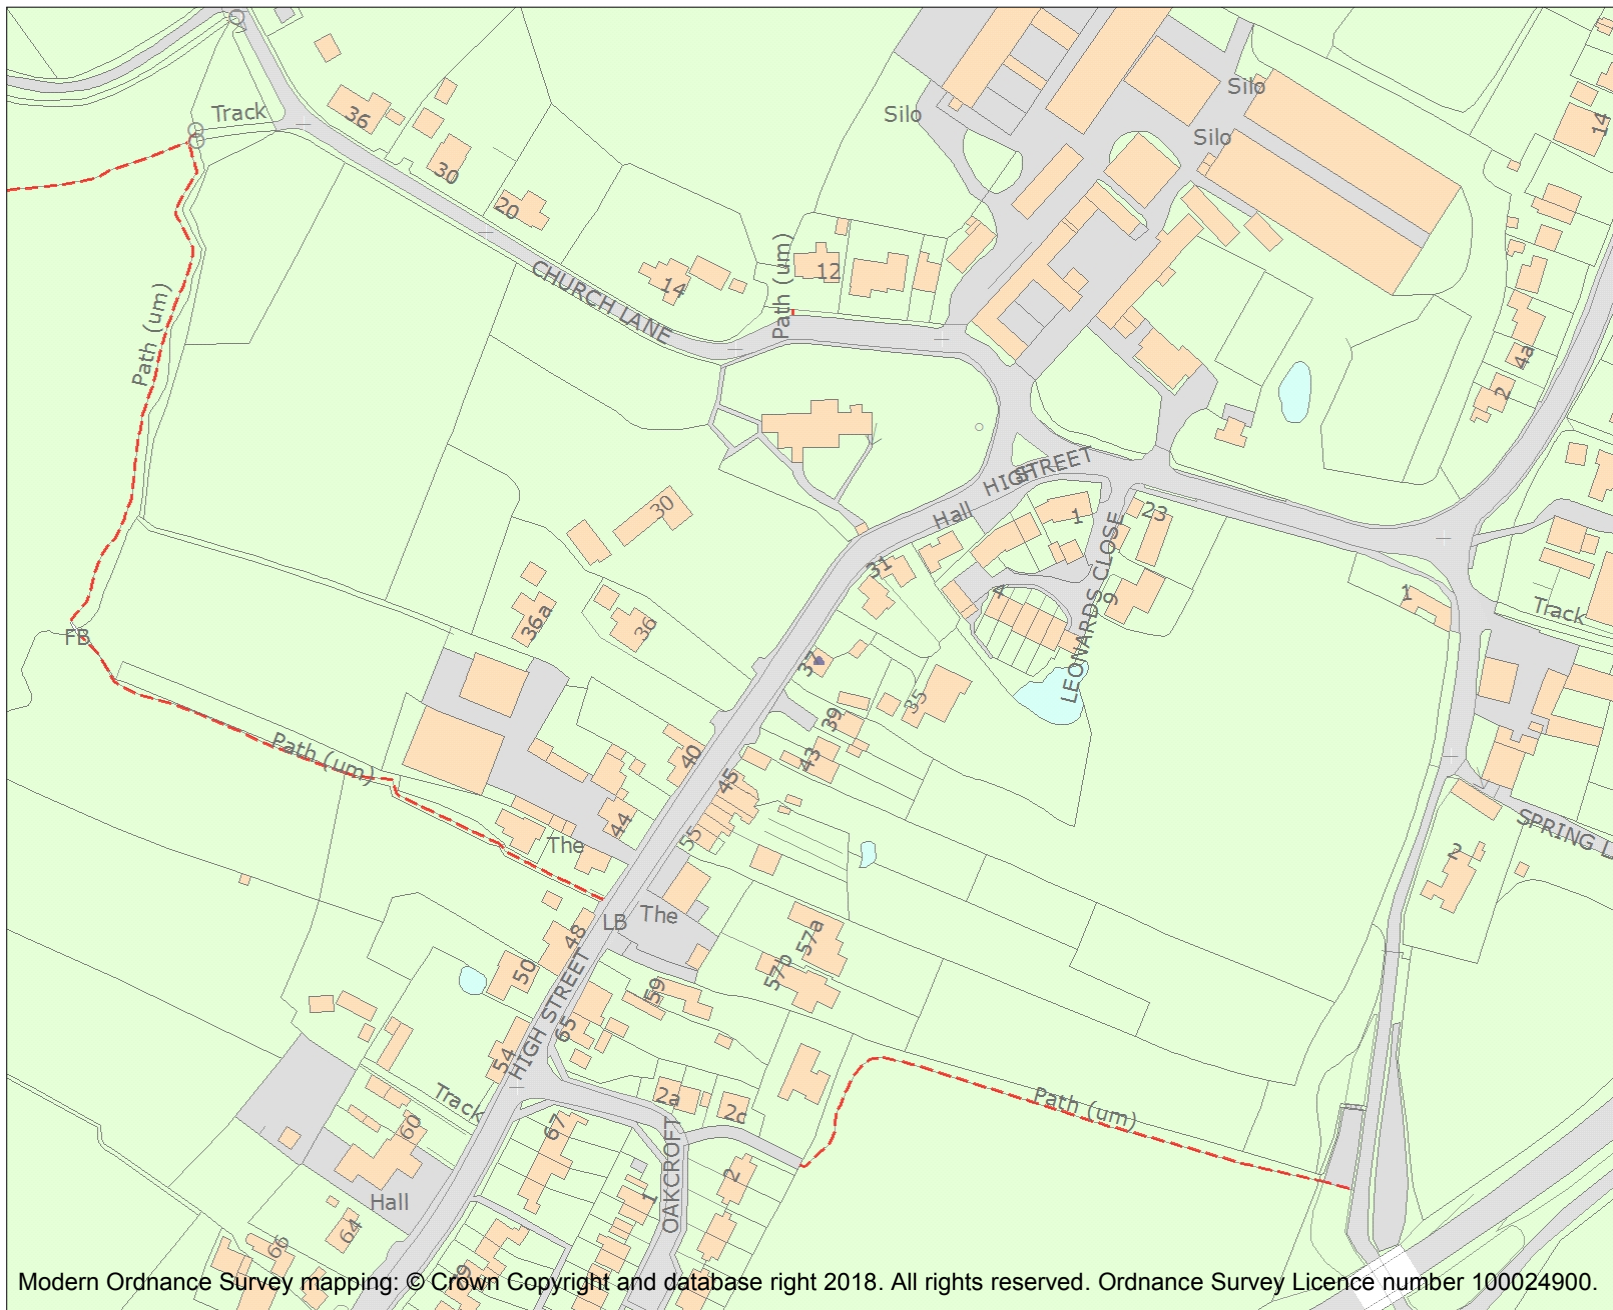 Track
36
30
20
Silo
Silo
Silo
14
CHURCH LANE
14
Path (um)
12
Path (um)
4a
2
HIGH STREET
Hall
30
31
1
23
LEONARDS CLOSE
4
9
1
Track
FB
36a
36
37
35
39
43
40
45
55
Path (um)
44
The
SPRING L
2
LB
The
48
50
57a
57b
59
65
54
HIGH STREET
Track
60
67
2a
2c
Path (um)
OAKCROFT
2
1
Hall
64
66
Modern Ordnance Survey mapping: © Crown Copyright and database right 2018. All rights reserved. Ordnance Survey Licence number 100024900.